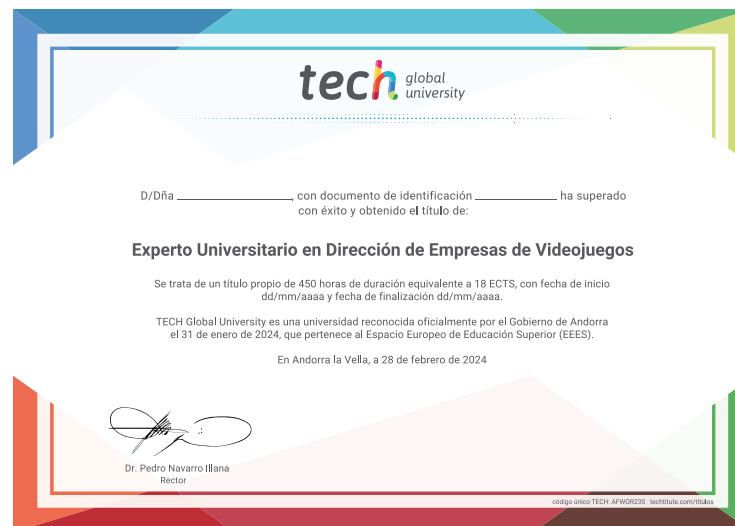 tech global university
D/Dña ______________, con documento de identificación __________ ha superado
con éxito y obtenido el título de:
Experto Universitario en Dirección de Empresas de Videojuegos
Se trata de un título propio de 450 horas de duración equivalente a 18 ECTS, con fecha de inicio
dd/mm/aaaa y fecha de finalización dd/mm/aaaa.
TECH Global University es una universidad reconocida oficialmente por el Gobierno de Andorra
el 31 de enero de 2024, que pertenece al Espacio Europeo de Educación Superior (EEES).
En Andorra la Vella, a 28 de febrero de 2024
Dr. Pedro Navarro Illana
Rector
código único TECH: AFWOR23S techtitute.com/titulos